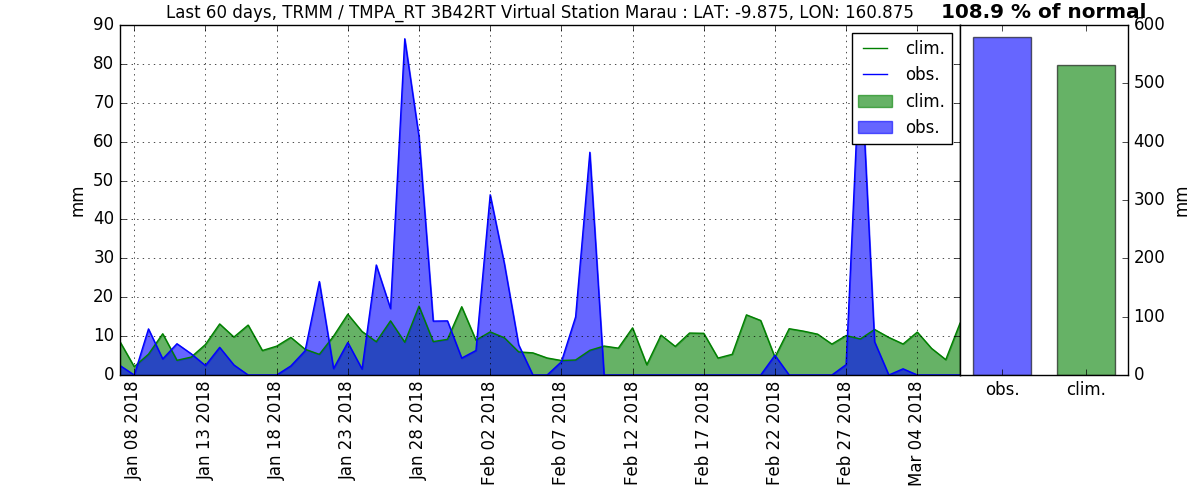 Last 60 days, TRMM / TMPA_RT 3B42RT Virtual Station Marau : LAT: -9.875, LON: 160.875
108.9 % of normal
90
80
70
60
50
40
30
20
10
0
mm
clim.
obs.
clim.
obs.
Jan 08 2018
Jan 13 2018
Jan 18 2018
Jan 23 2018
Jan 28 2018
Feb 02 2018
Feb 07 2018
Feb 12 2018
Feb 17 2018
Feb 22 2018
Feb 27 2018
Mar 04 2018
600
500
400
300
200
100
0
mm
obs.
clim.